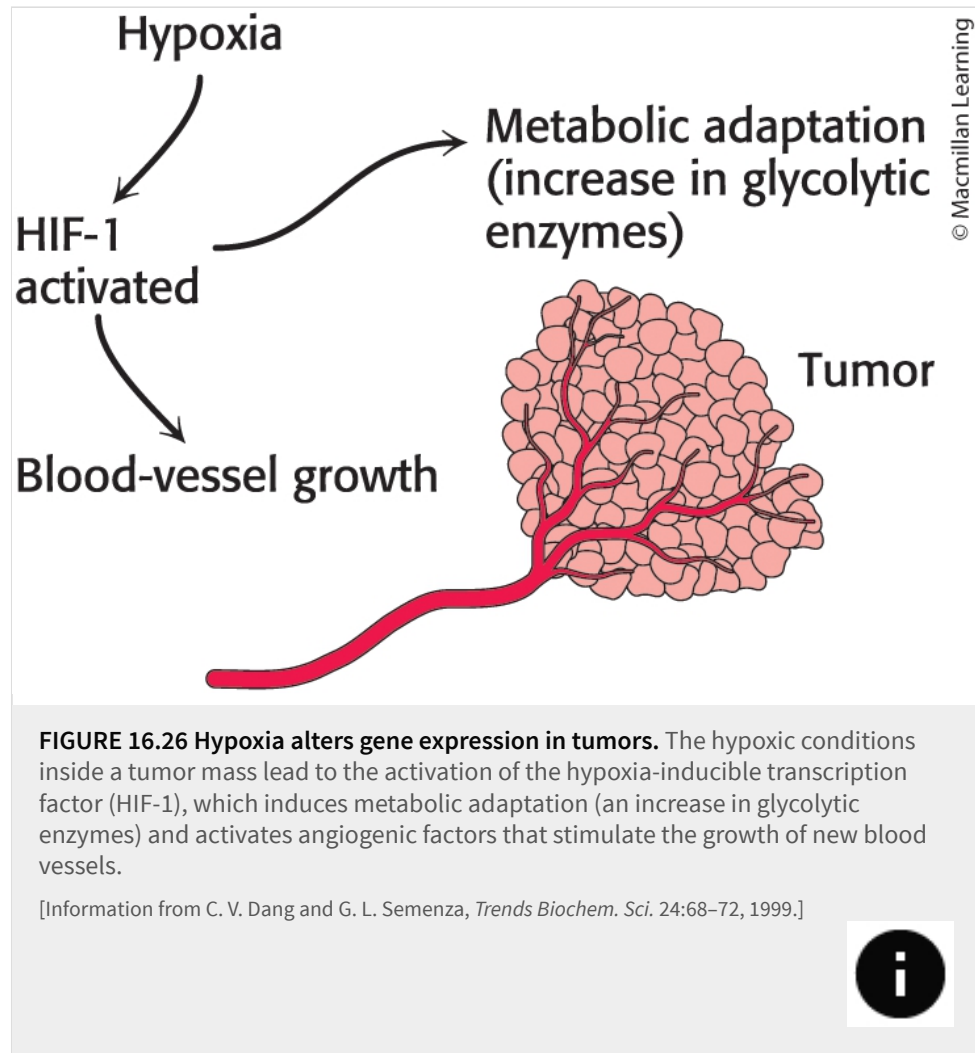 Hypoxia
© Macmillan Learning
Metabolic adaptation
(increase in glycolytic
enzymes)
HIF-1
activated
Tumor
Blood-vessel growth
FIGURE 16.26 Hypoxia alters gene expression in tumors. The hypoxic conditions
inside a tumor mass lead to the activation of the hypoxia-inducible transcription
factor (HIF-1), which induces metabolic adaptation (an increase in glycolytic
enzymes) and activates angiogenic factors that stimulate the growth of new blood
vessels.
[Information from C. V. Dang and G. L. Semenza, Trends Biochem. Sci. 24:68–72, 1999.]
i